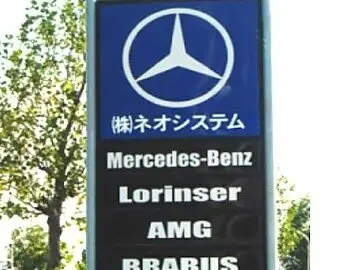 (株)ネオシステム
Mercedes-Benz
Lorinser
AMG
BRABUS